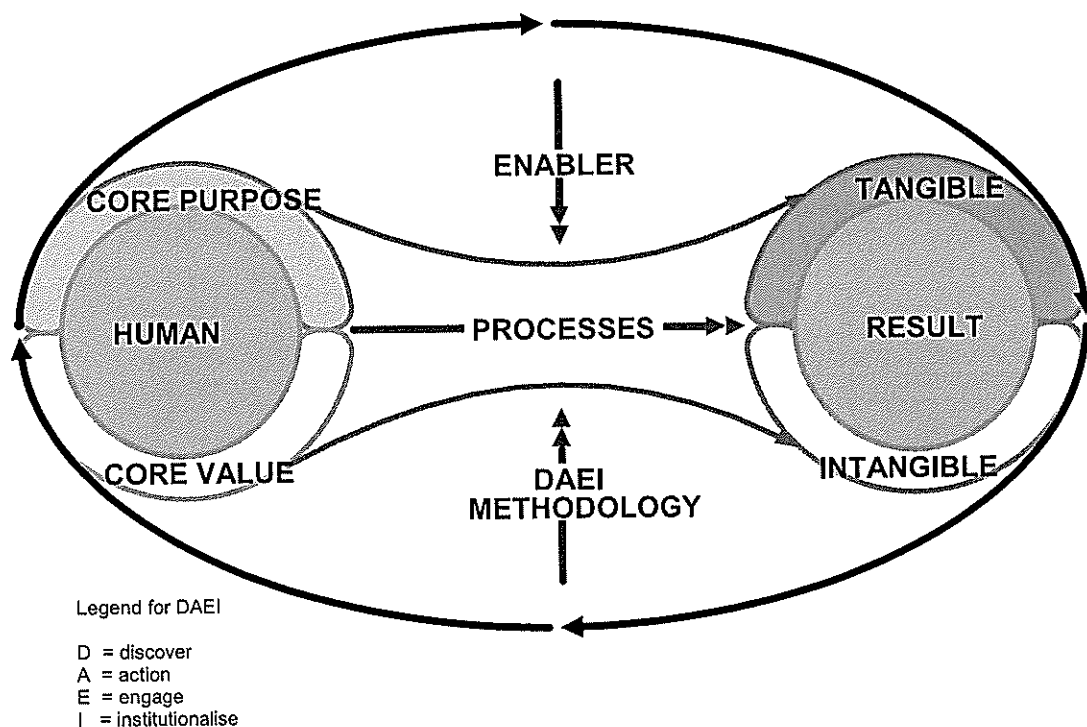 ENABLER
CORE PURPOSE
TANGIBLE
HUMAN
PROCESSES
RESULT
CORE VALUE
INTANGIBLE
DAEI
METHODOLOGY
Legend for DAEI
D = discover
A = action
E = engage
I = institutionalise